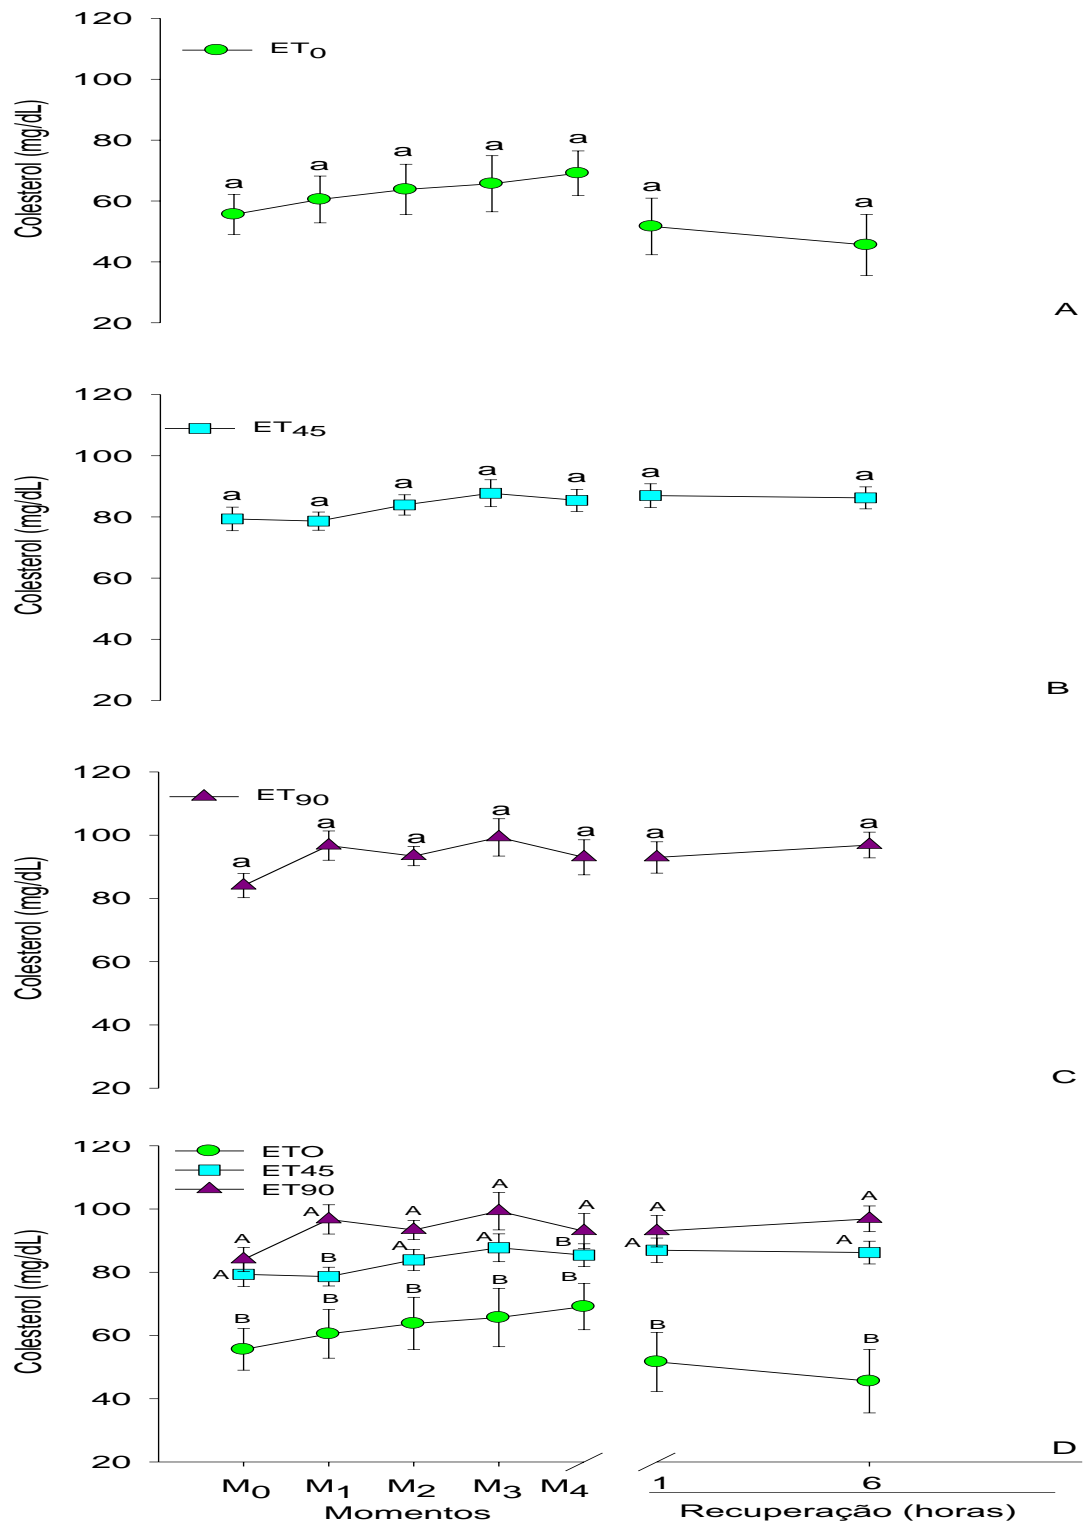 120
ET0
100
Colesterol (mg/dL)
80
60
40
20
a a a a a a a
A
120
ET45
100
Colesterol (mg/dL)
80
60
40
20
a a a a a a a
B
120
ET90
100
Colesterol (mg/dL)
80
60
40
20
a a a a a a a
C
120
ETO
ET45
ET90
100
Colesterol (mg/dL)
80
60
40
20
A A A A A A A
A B A A B A A
B B B B B B B
D
M0 M1 M2 M3 M4 1 6
Momentos
Recuperação (horas)